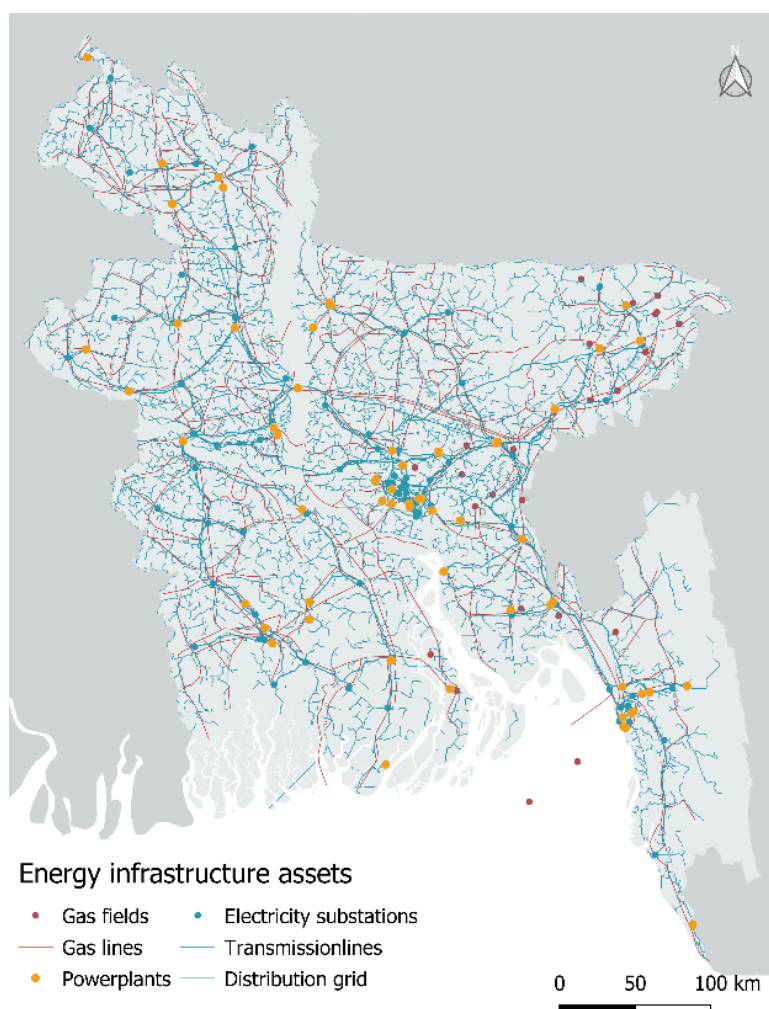 N
Energy infrastructure assets
Gas fields
Electricity substations
Gas lines
Transmissionlines
Powerplants
Distribution grid
0 50 100 km